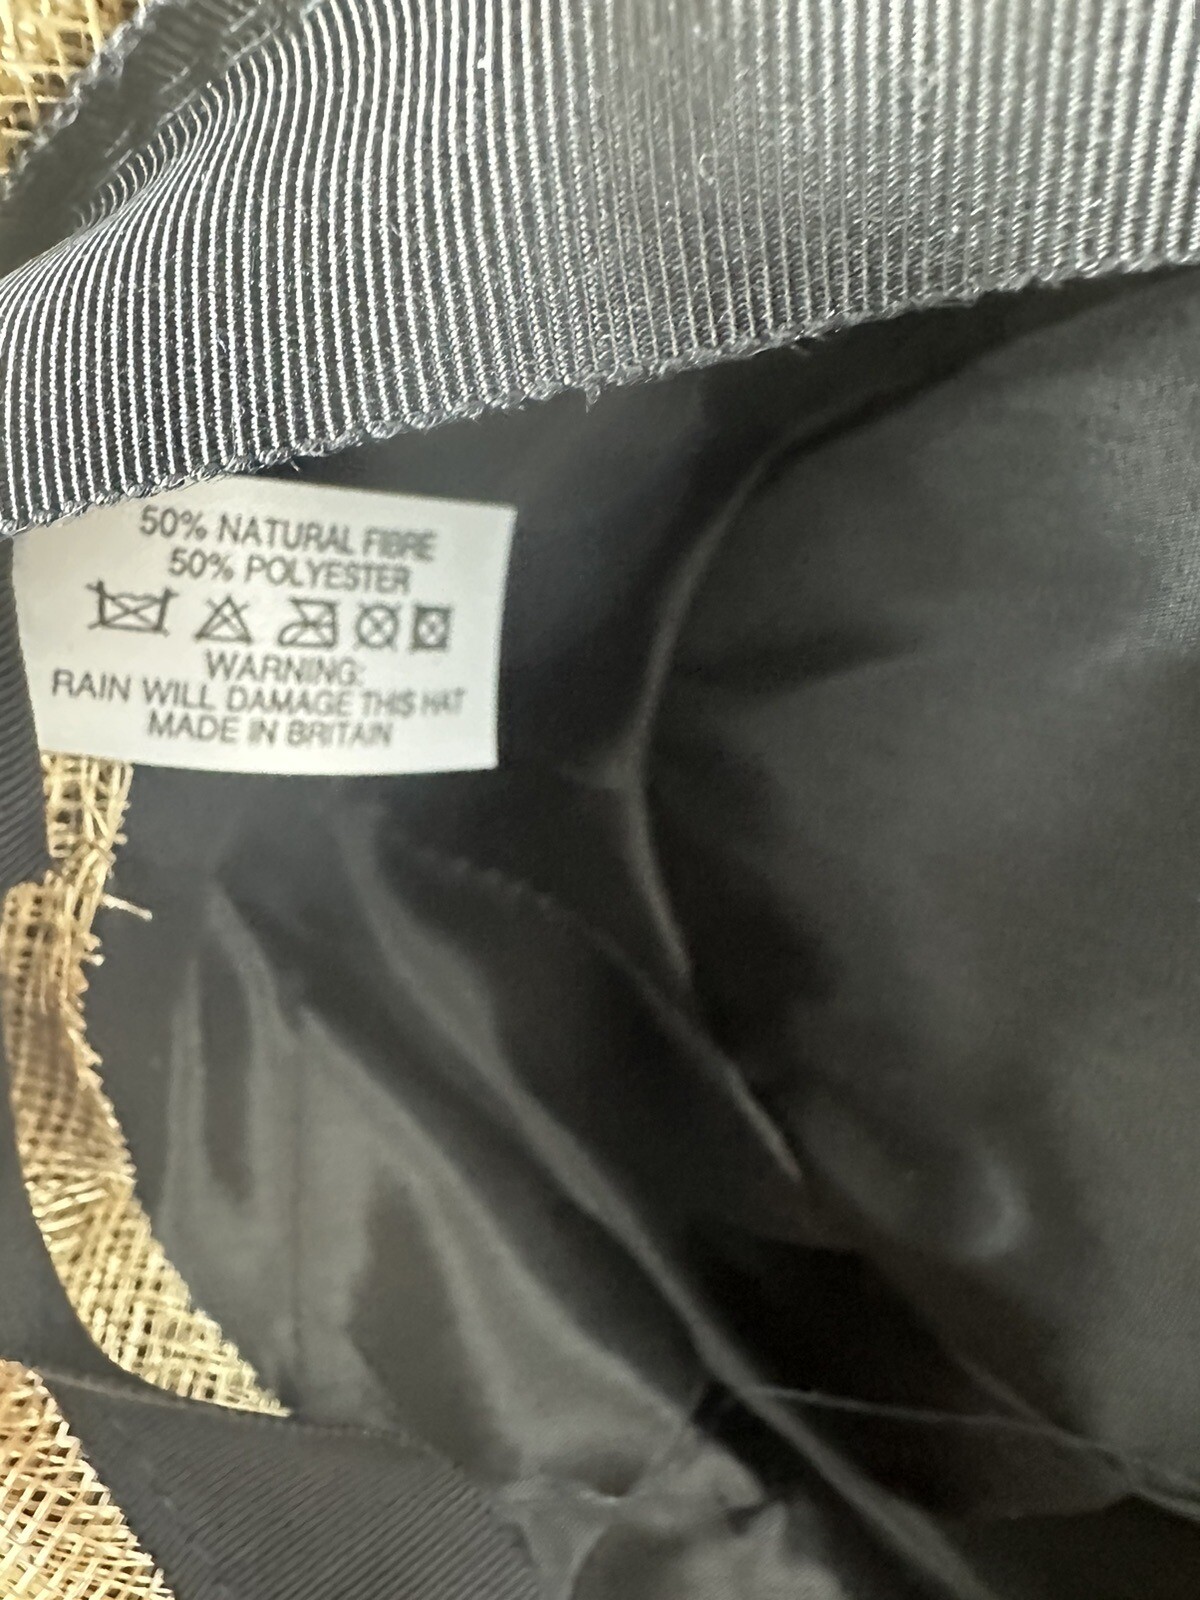 50% NATURAL FIBRE
50% POLYESTER
WARNING:
RAIN WILL DAMAGE THIS HAT
MADE IN BRITAIN